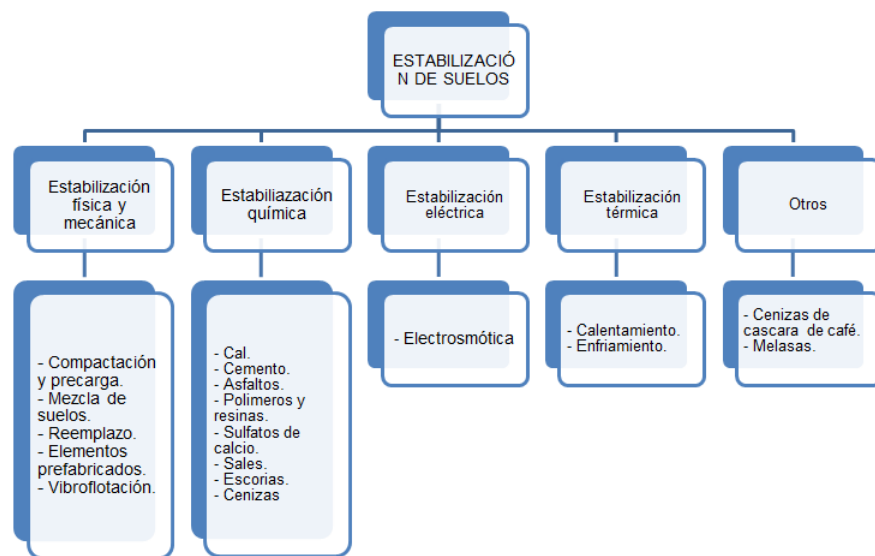 ESTABILIZACIÓ
N DE SUELOS
Estabilización
física y
mecánica
Estabiliazación
química
Estabilización
eléctrica
Estabilización
térmica
Otros
- Compactación
y precarga.
- Mezcla de
suelos.
- Reemplazo.
- Elementos
prefabricados.
- Vibroflotación.
- Cal.
- Cemento.
- Asfaltos.
- Polimeros y
resinas.
- Sulfatos de
calcio.
- Sales.
- Escorias.
- Cenizas
- Electrosmótica
- Calentamiento.
- Enfriamiento.
- Cenizas de
cascara de café.
- Melasas.